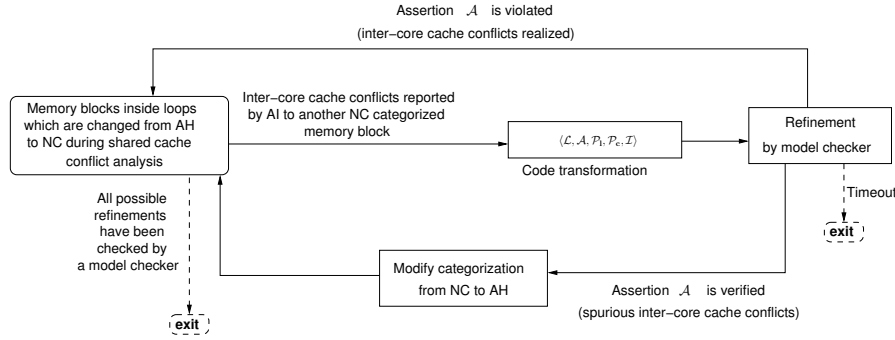 Assertion 𝒜 is violated
(inter−core cache conflicts realized)
Memory blocks inside loops
which are changed from AH
to NC during shared cache
conflict analysis
Inter−core cache conflicts reported
by AI to another NC categorized
memory block
⟨ℒ, 𝒜, 𝒫l, 𝒫c, ℐ⟩
Code transformation
Refinement
by model checker
Timeout
exit
All possible
refinements
have been
checked by
a model checker
exit
Modify categorization
from NC to AH
Assertion 𝒜 is verified
(spurious inter−core cache conflicts)